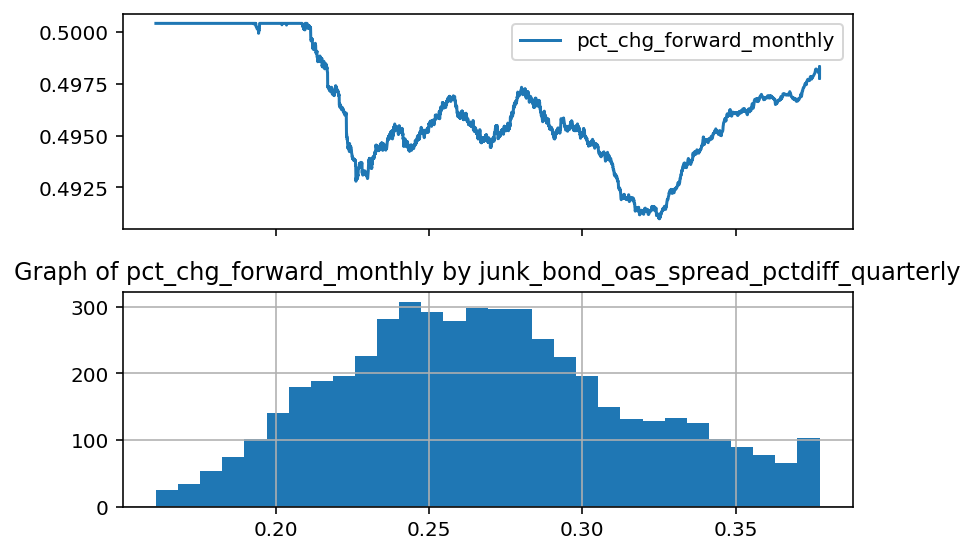 0.5000
0.4975
0.4950
0.4925
pct_chg_forward_monthly
Graph of pct_chg_forward_monthly by junk_bond_oas_spread_pctdiff_quarterly
300
200
100
0
0.20 0.25 0.30 0.35